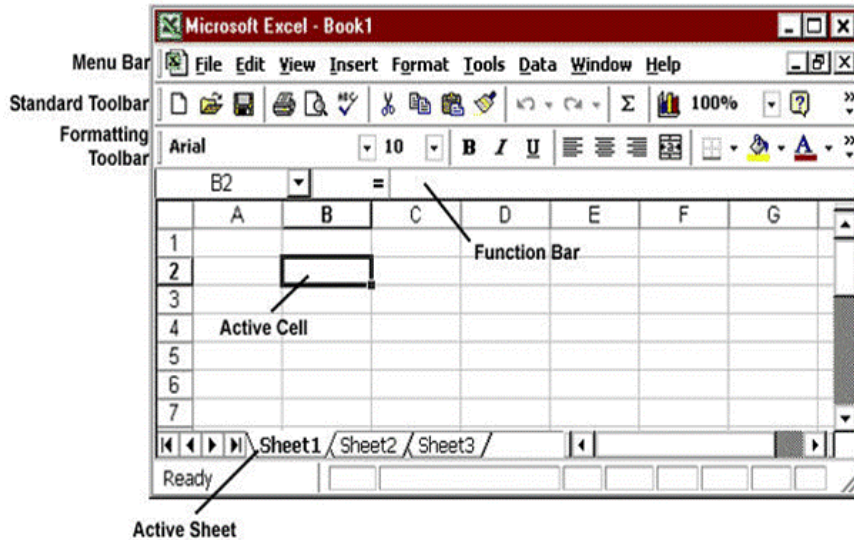 Microsoft Excel - Book1
Menu Bar File Edit View Insert Format Tools Data Window Help
Standard Toolbar ABC Σ 100% ?
Formatting
Toolbar Arial 10 B I U A
B2 =
A B C D E F G
1
Function Bar
2
3
Active Cell
4
5
6
7
Sheet1 Sheet2 Sheet3
Ready
Active Sheet